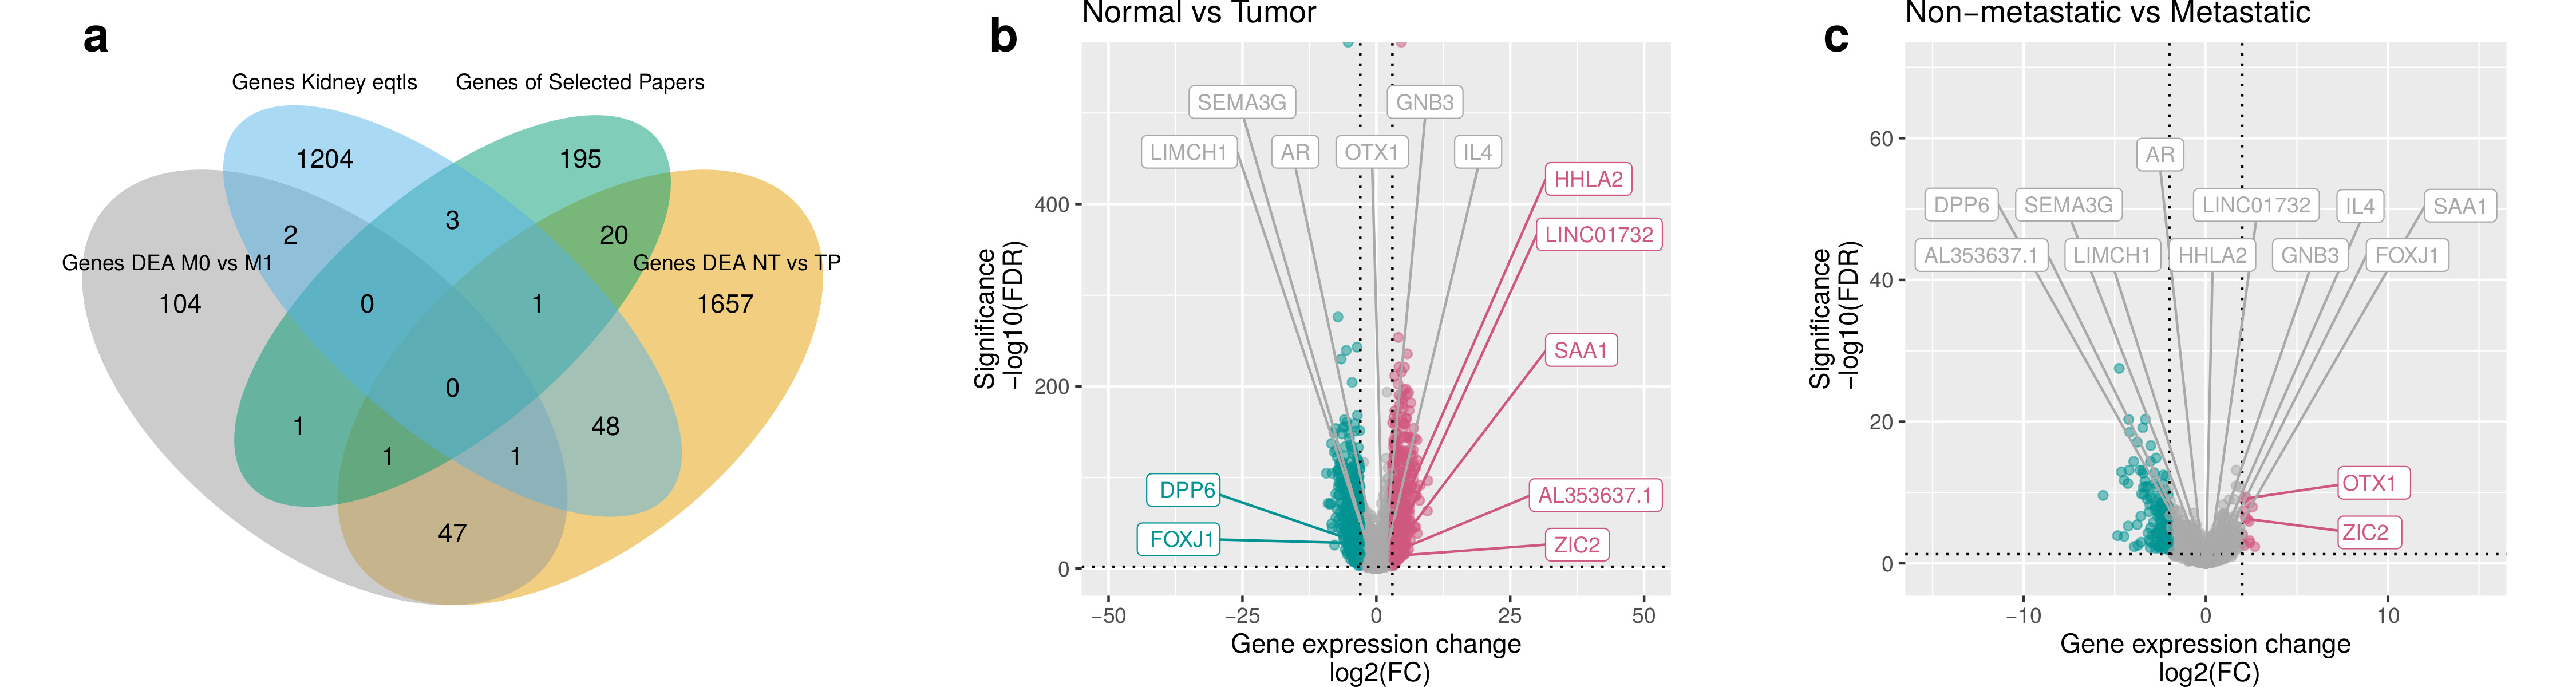 a
Genes Kidney eqtls
Genes of Selected Papers
1204
195
2
3
20
Genes DEA M0 vs M1
Genes DEA NT vs TP
104
0
1
1657
0
1
48
1
1
47
b
Normal vs Tumor
SEMA3G
GNB3
LIMCH1
AR
OTX1
IL4
HHLA2
LINC01732
SAA1
DPP6
AL353637.1
FOXJ1
ZIC2
400
200
0
Significance
−log10(FDR)
−50
−25
0
25
50
Gene expression change
log2(FC)
c
Non−metastatic vs Metastatic
AR
DPP6
SEMA3G
LINC01732
IL4
SAA1
AL353637.1
LIMCH1
HHLA2
GNB3
FOXJ1
OTX1
ZIC2
60
40
20
0
Significance
−log10(FDR)
−10
0
10
Gene expression change
log2(FC)